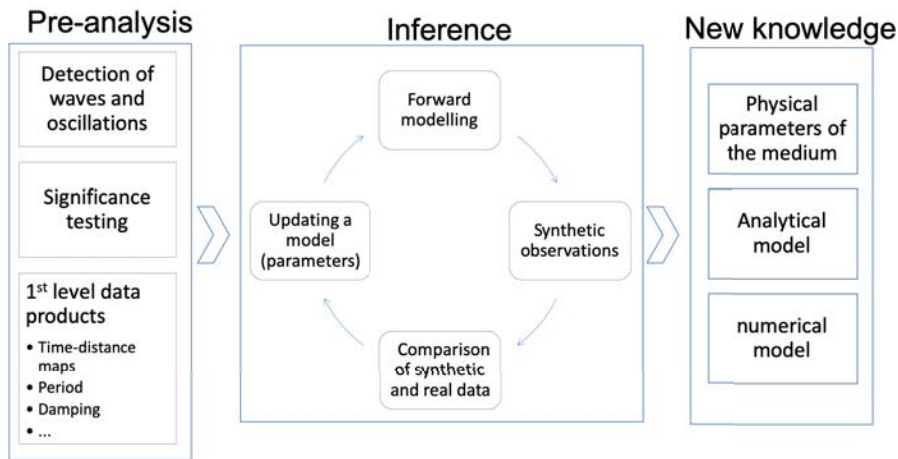 Pre-analysis
Detection of
waves and
oscillations
Significance
testing
1st level data
products
• Time-distance
maps
• Period
• Damping
• ...
Inference
Forward
modelling
Updating a
model
(parameters)
Synthetic
observations
Comparison
of synthetic
and real data
New knowledge
Physical
parameters of
the medium
Analytical
model
numerical
model